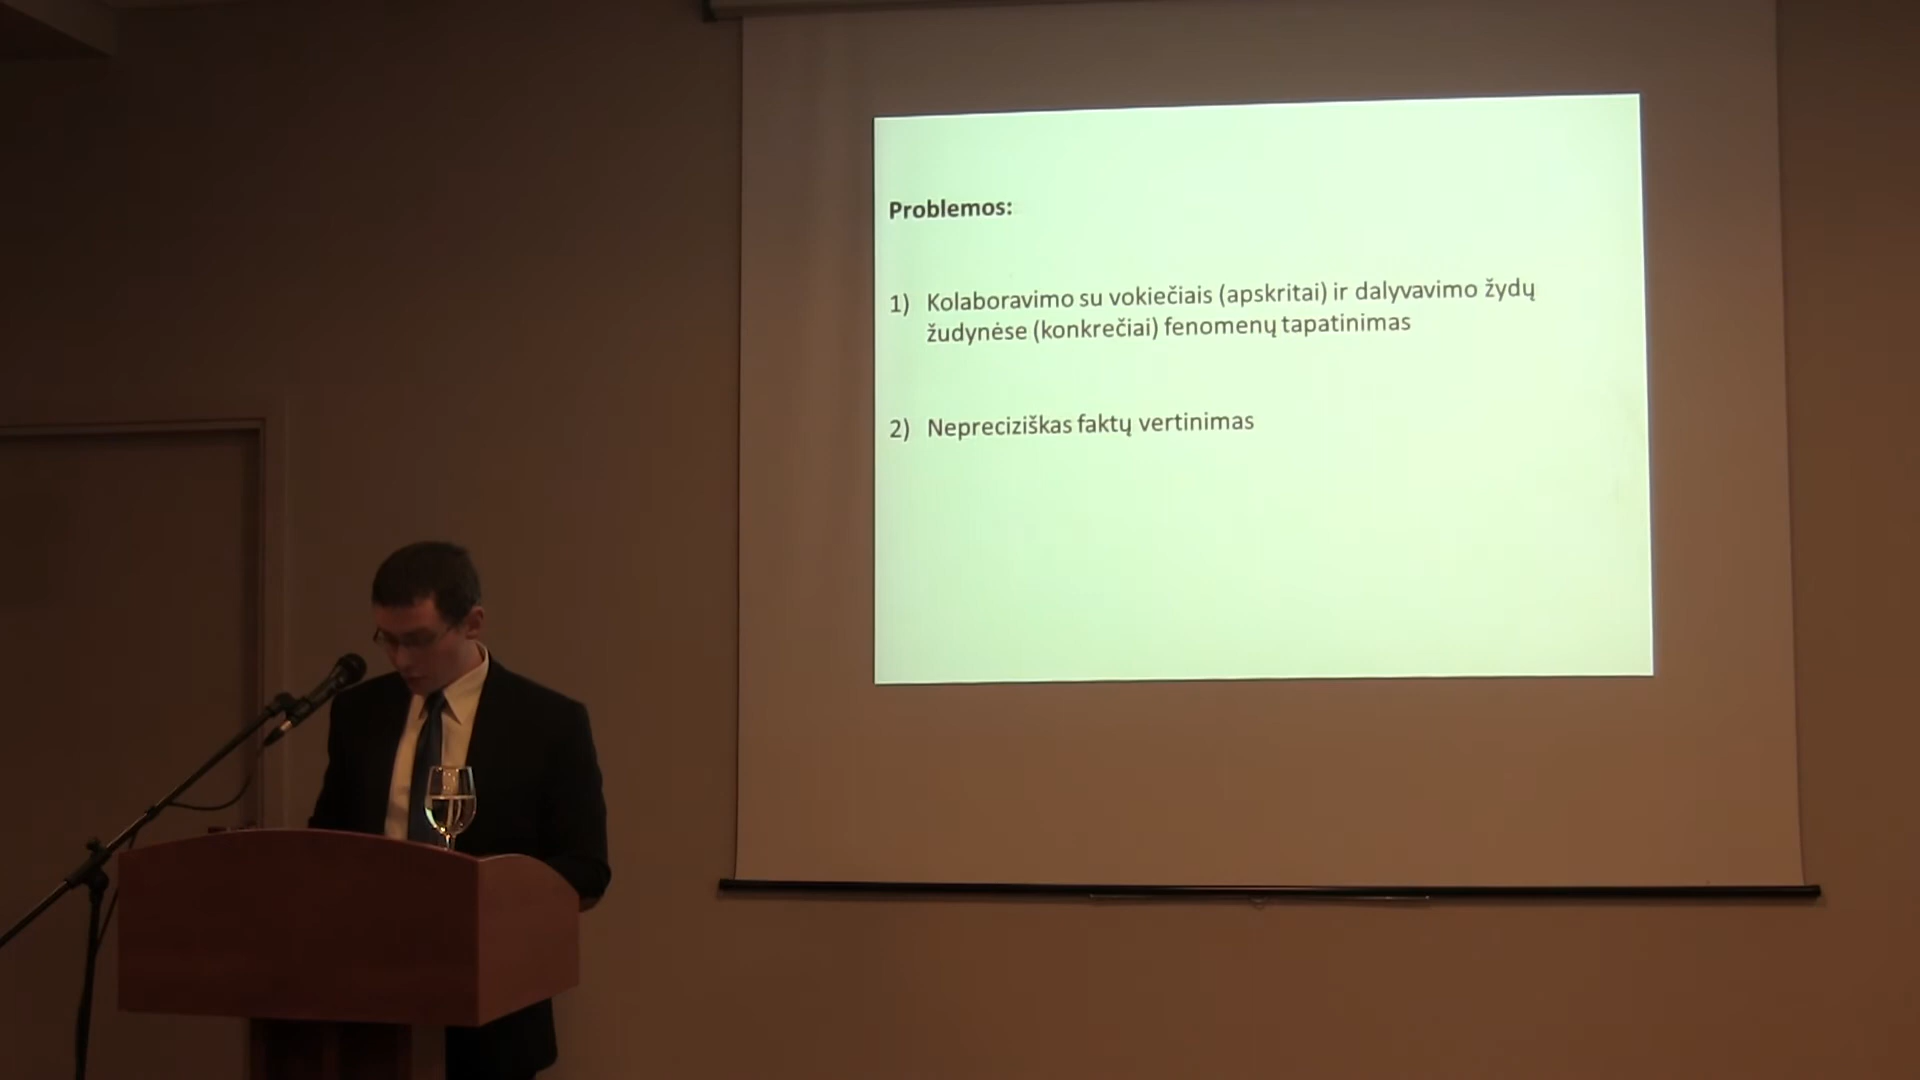 Problemos:
1) Kolaboravimo su vokiečiais (apskritai) ir dalyvavimo žydų
žudynėse (konkrečiai) fenomenų tapatinimas
2) Nepreciziškas faktų vertinimas